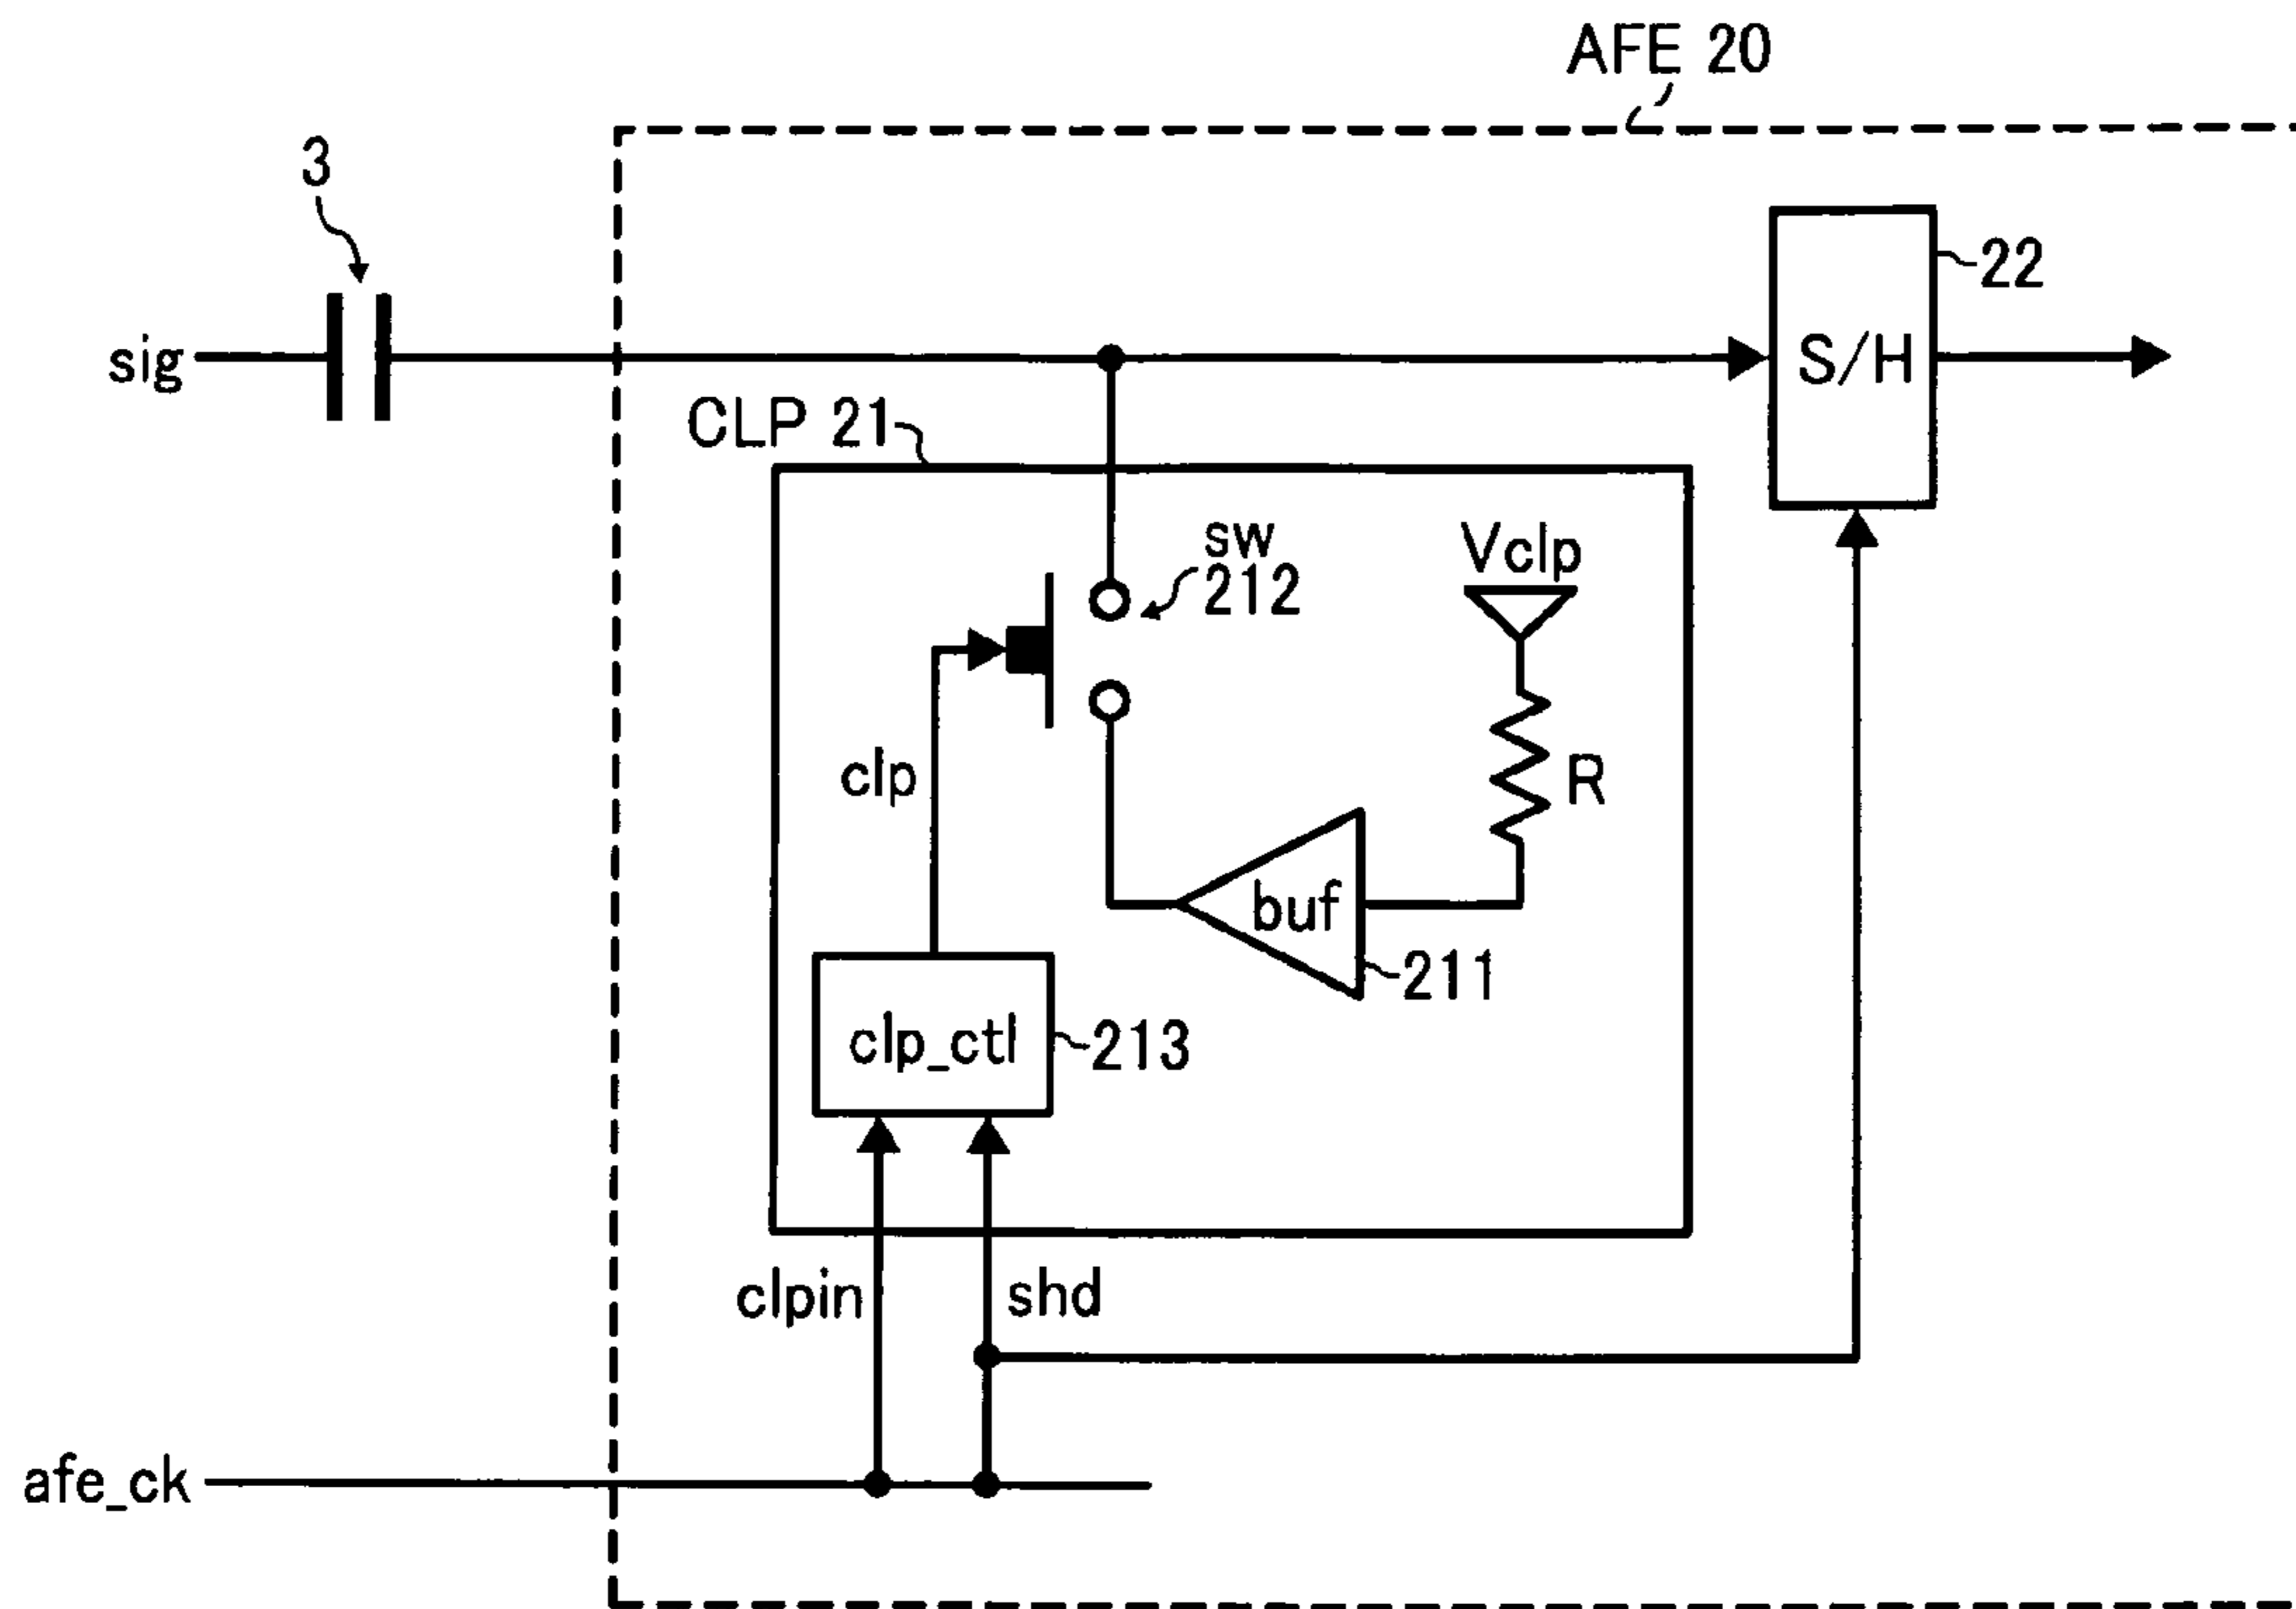 AFE 20
3
22
sig
S/H
CLP 21
sw
212
Vclp
clp
R
buf
211
clp_ctl
213
clpin
shd
afe_ck